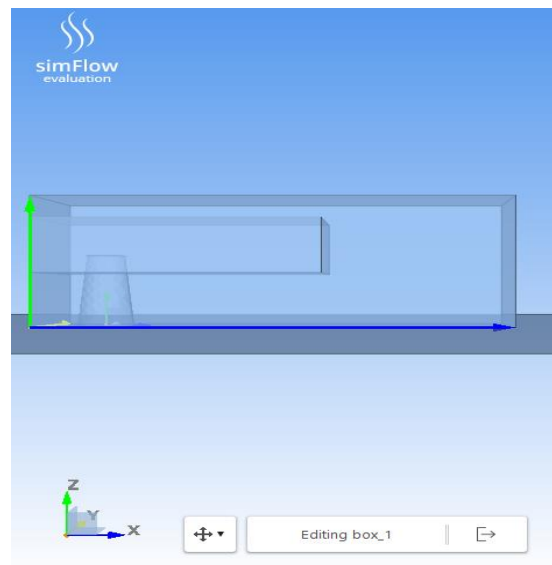 simFlow
evaluation
Z
Y
X
Editing box_1